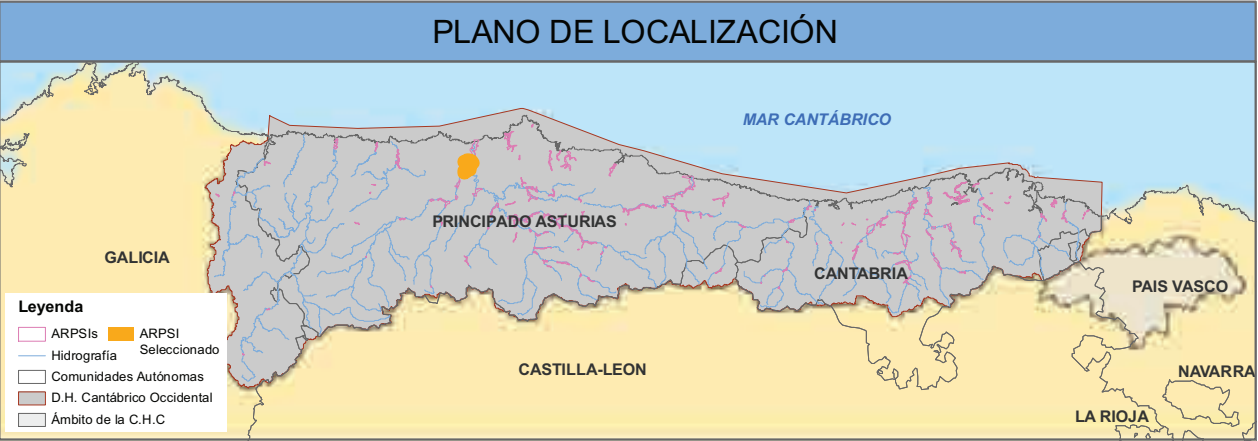 PLANO DE LOCALIZACIÓN
MAR CANTÁBRICO
PRINCIPADO ASTURIAS
GALICIA
CANTABRIA
PAIS VASCO
CASTILLA-LEON
NAVARRA
LA RIOJA
Leyenda
ARPSIs
ARPSI
Seleccionado
Hidrografía
Comunidades Autónomas
D.H. Cantábrico Occidental
Ámbito de la C.H.C